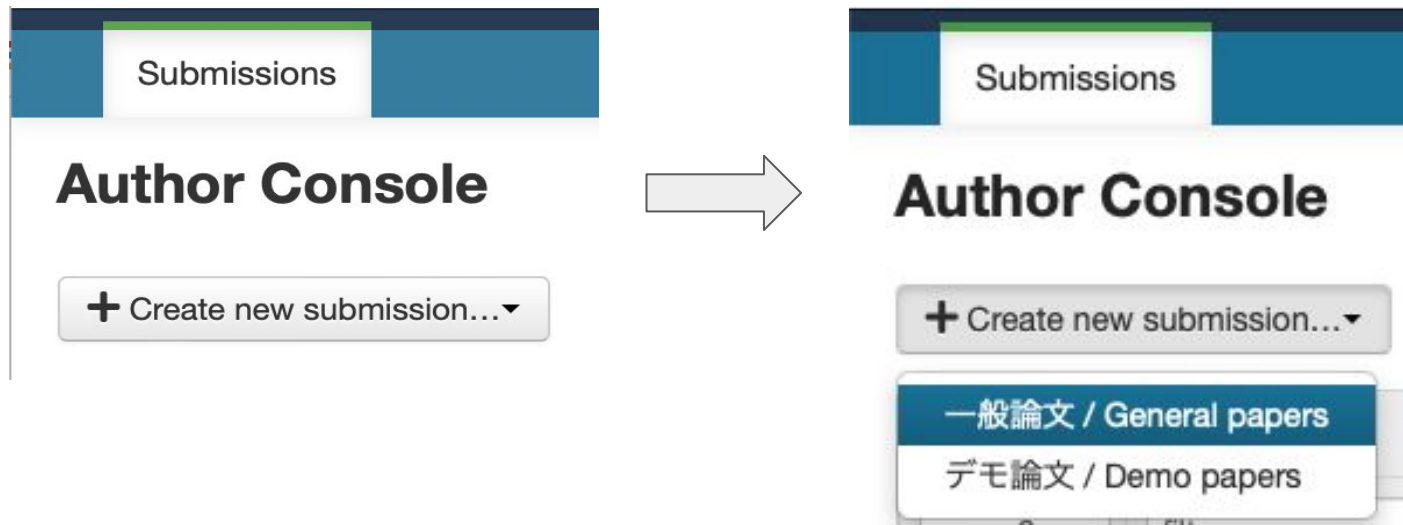 Submissions
Author Console
+ Create new submission...
Submissions
Author Console
+ Create new submission...
一般論文 / General papers
デモ論文 / Demo papers